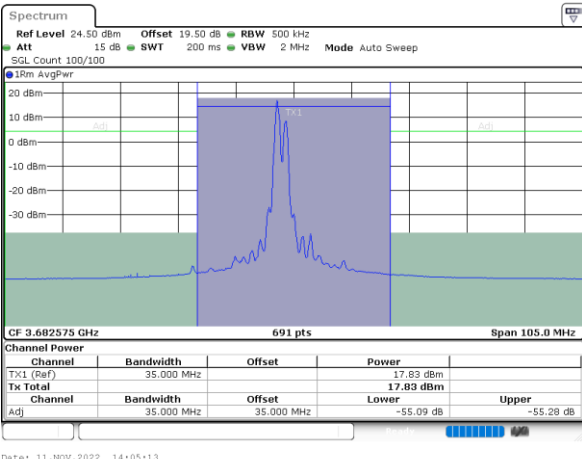 Spectrum
Ref Level 24.50 dBm Offset 19.50 dB RBW 500 kHz
Att 15 dB SWT 200 ms VBW 2 MHz Mode Auto Sweep
SGL Count 100/100
1Rm AvgPwr
20 dBm
TX1
10 dBm
Adj Adj
0 dBm
-10 dBm
-20 dBm
-30 dBm
CF 3.682575 GHz 691 pts Span 105.0 MHz
Channel Power
Channel Bandwidth Offset Power
TX1 (Ref) 35.000 MHz 17.83 dBm
Tx Total 17.83 dBm
Channel Bandwidth Offset Lower Upper
Adj 35.000 MHz 35.000 MHz -55.09 dB -55.28 dB
Ready
Date: 11.NOV.2022 14:05:13